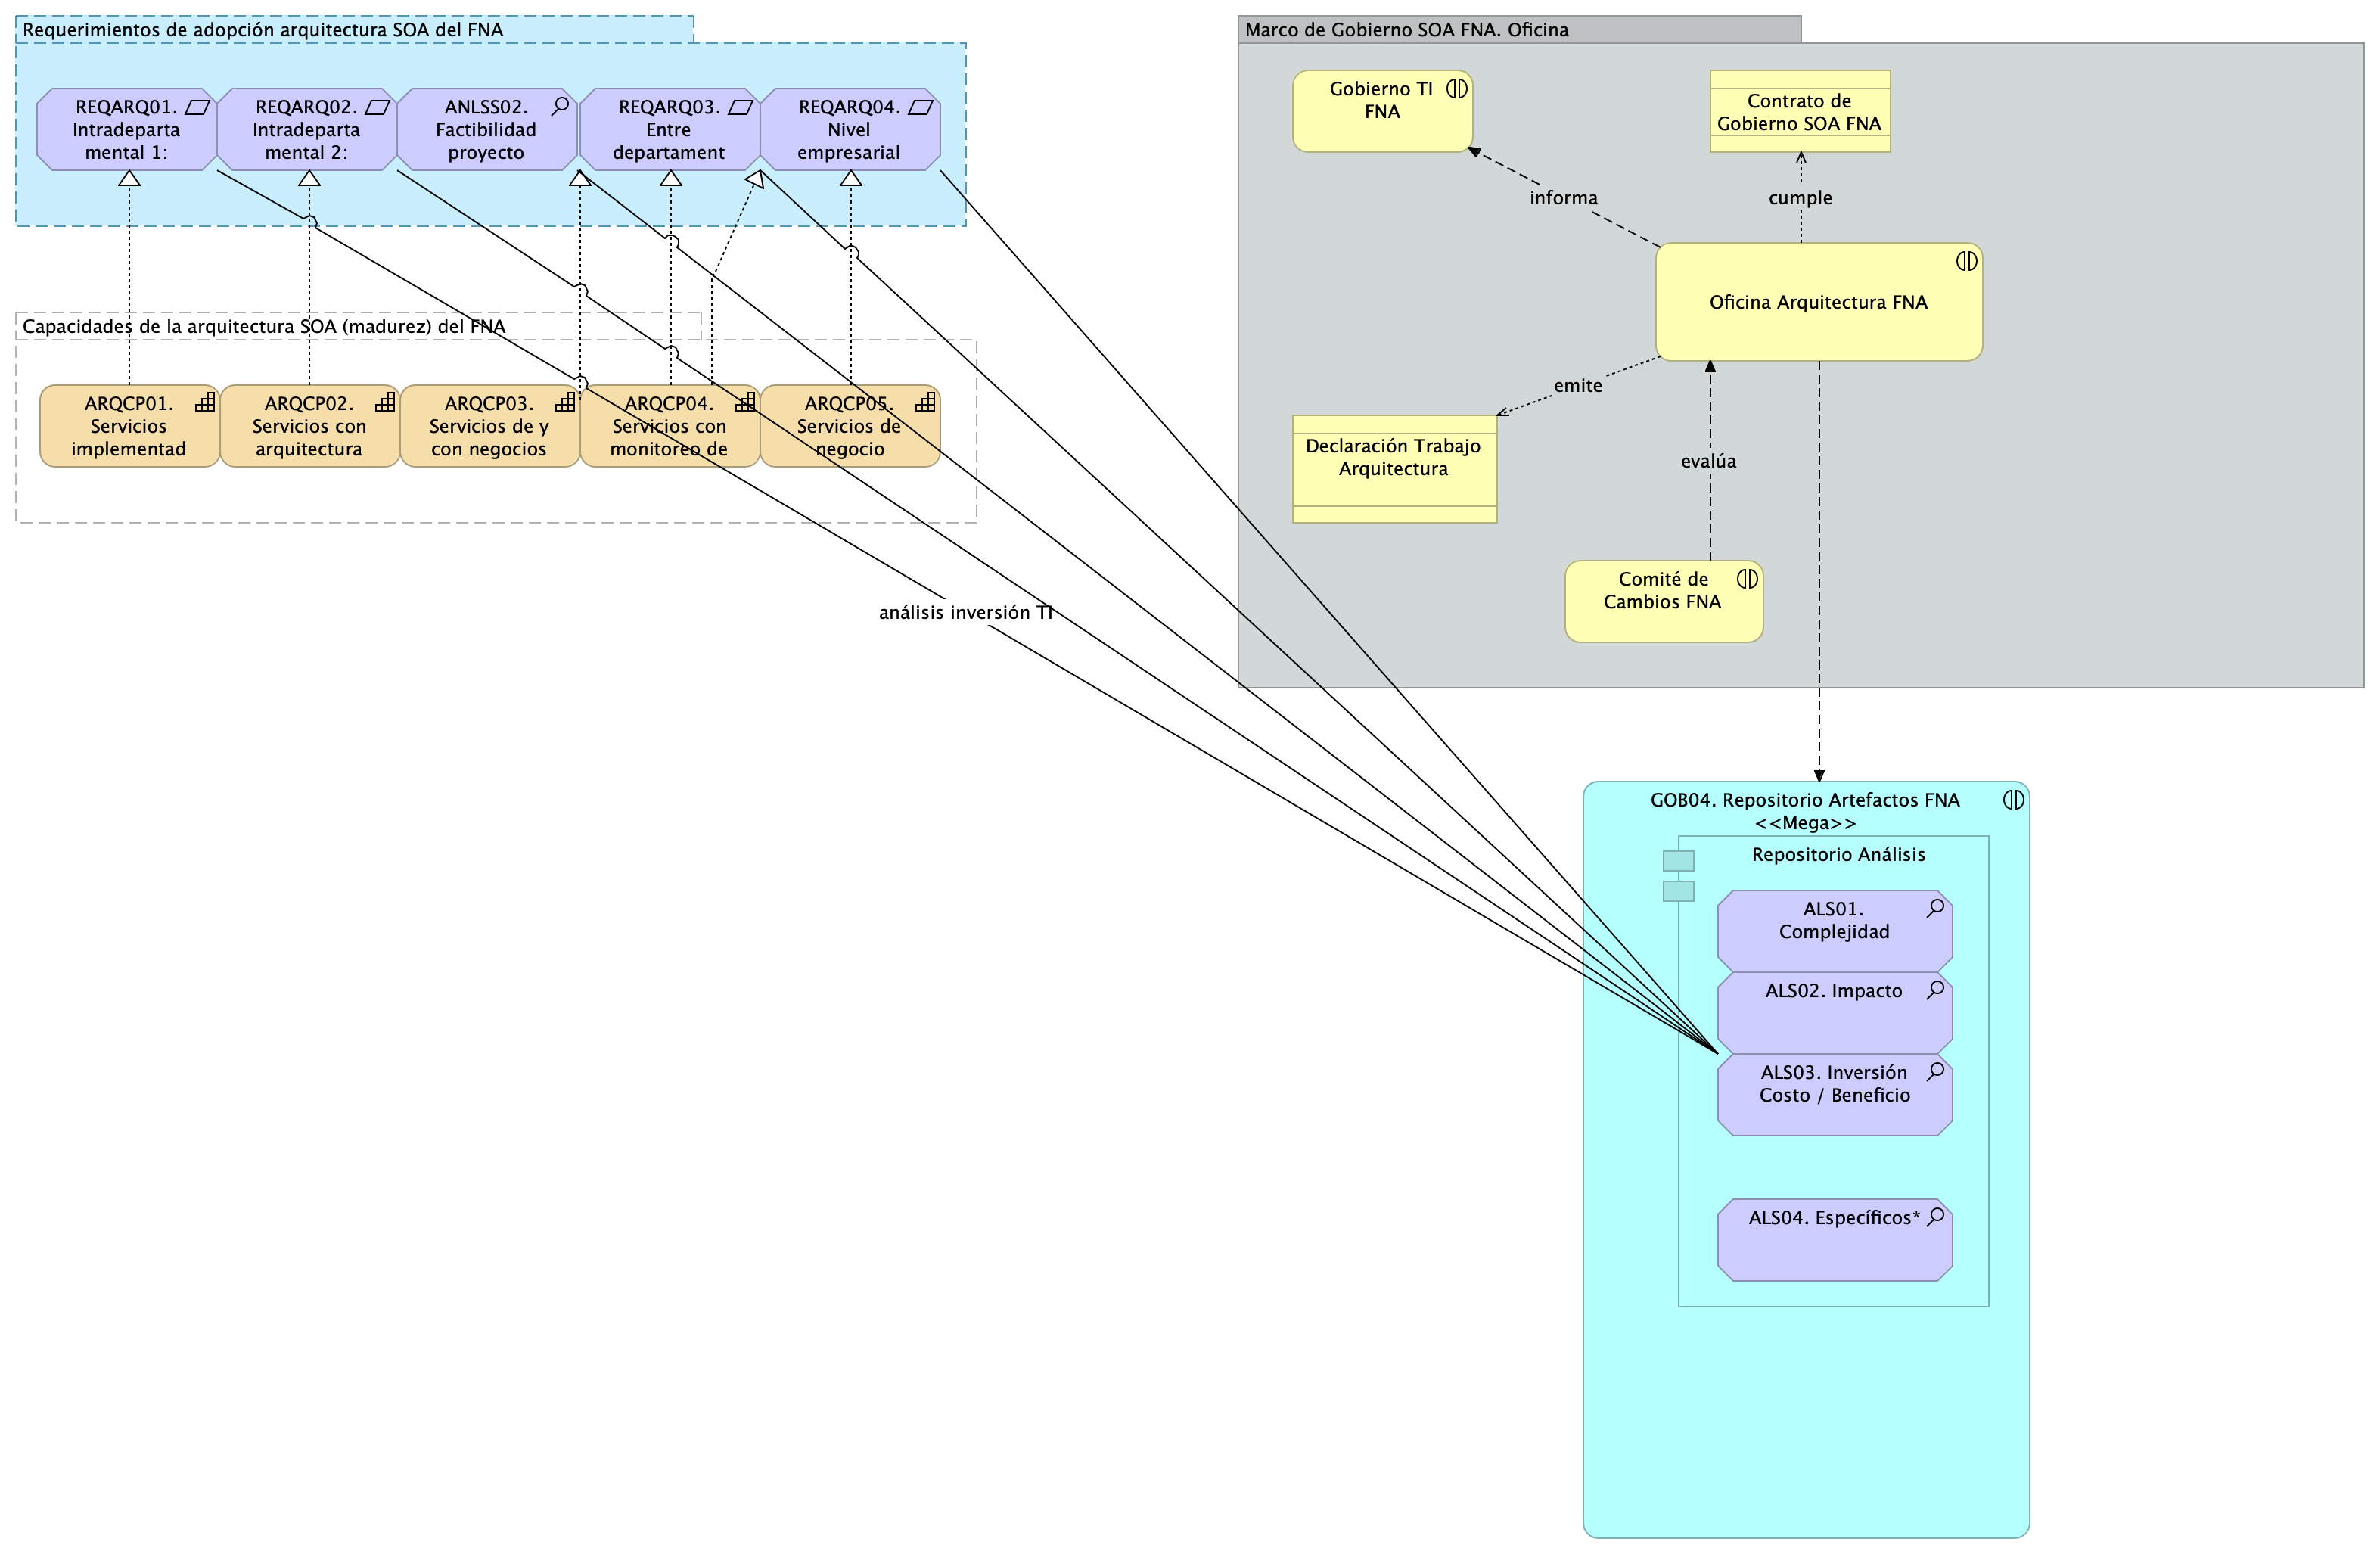 Requerimientos de adopción arquitectura SOA del FNA
REQARQ01.
Intradeparta
mental 1:
REQARQ02.
Intradeparta
mental 2:
ANLSS02.
Factibilidad
proyecto
REQARQ03.
Entre
departament
REQARQ04.
Nivel
empresarial
Capacidades de la arquitectura SOA (madurez) del FNA
ARQCP01.
Servicios
implementad
ARQCP02.
Servicios con
arquitectura
ARQCP03.
Servicios de y
con negocios
ARQCP04.
Servicios con
monitoreo de
ARQCP05.
Servicios de
negocio
análisis inversión TI
Marco de Gobierno SOA FNA. Oficina
Gobierno TI
FNA
Contrato de
Gobierno SOA FNA
informa
cumple
Oficina Arquitectura FNA
emite
Declaración Trabajo
Arquitectura
evalúa
Comité de
Cambios FNA
GOB04. Repositorio Artefactos FNA
<<Mega>>
Repositorio Análisis
ALS01.
Complejidad
ALS02. Impacto
ALS03. Inversión
Costo / Beneficio
ALS04. Específicos*